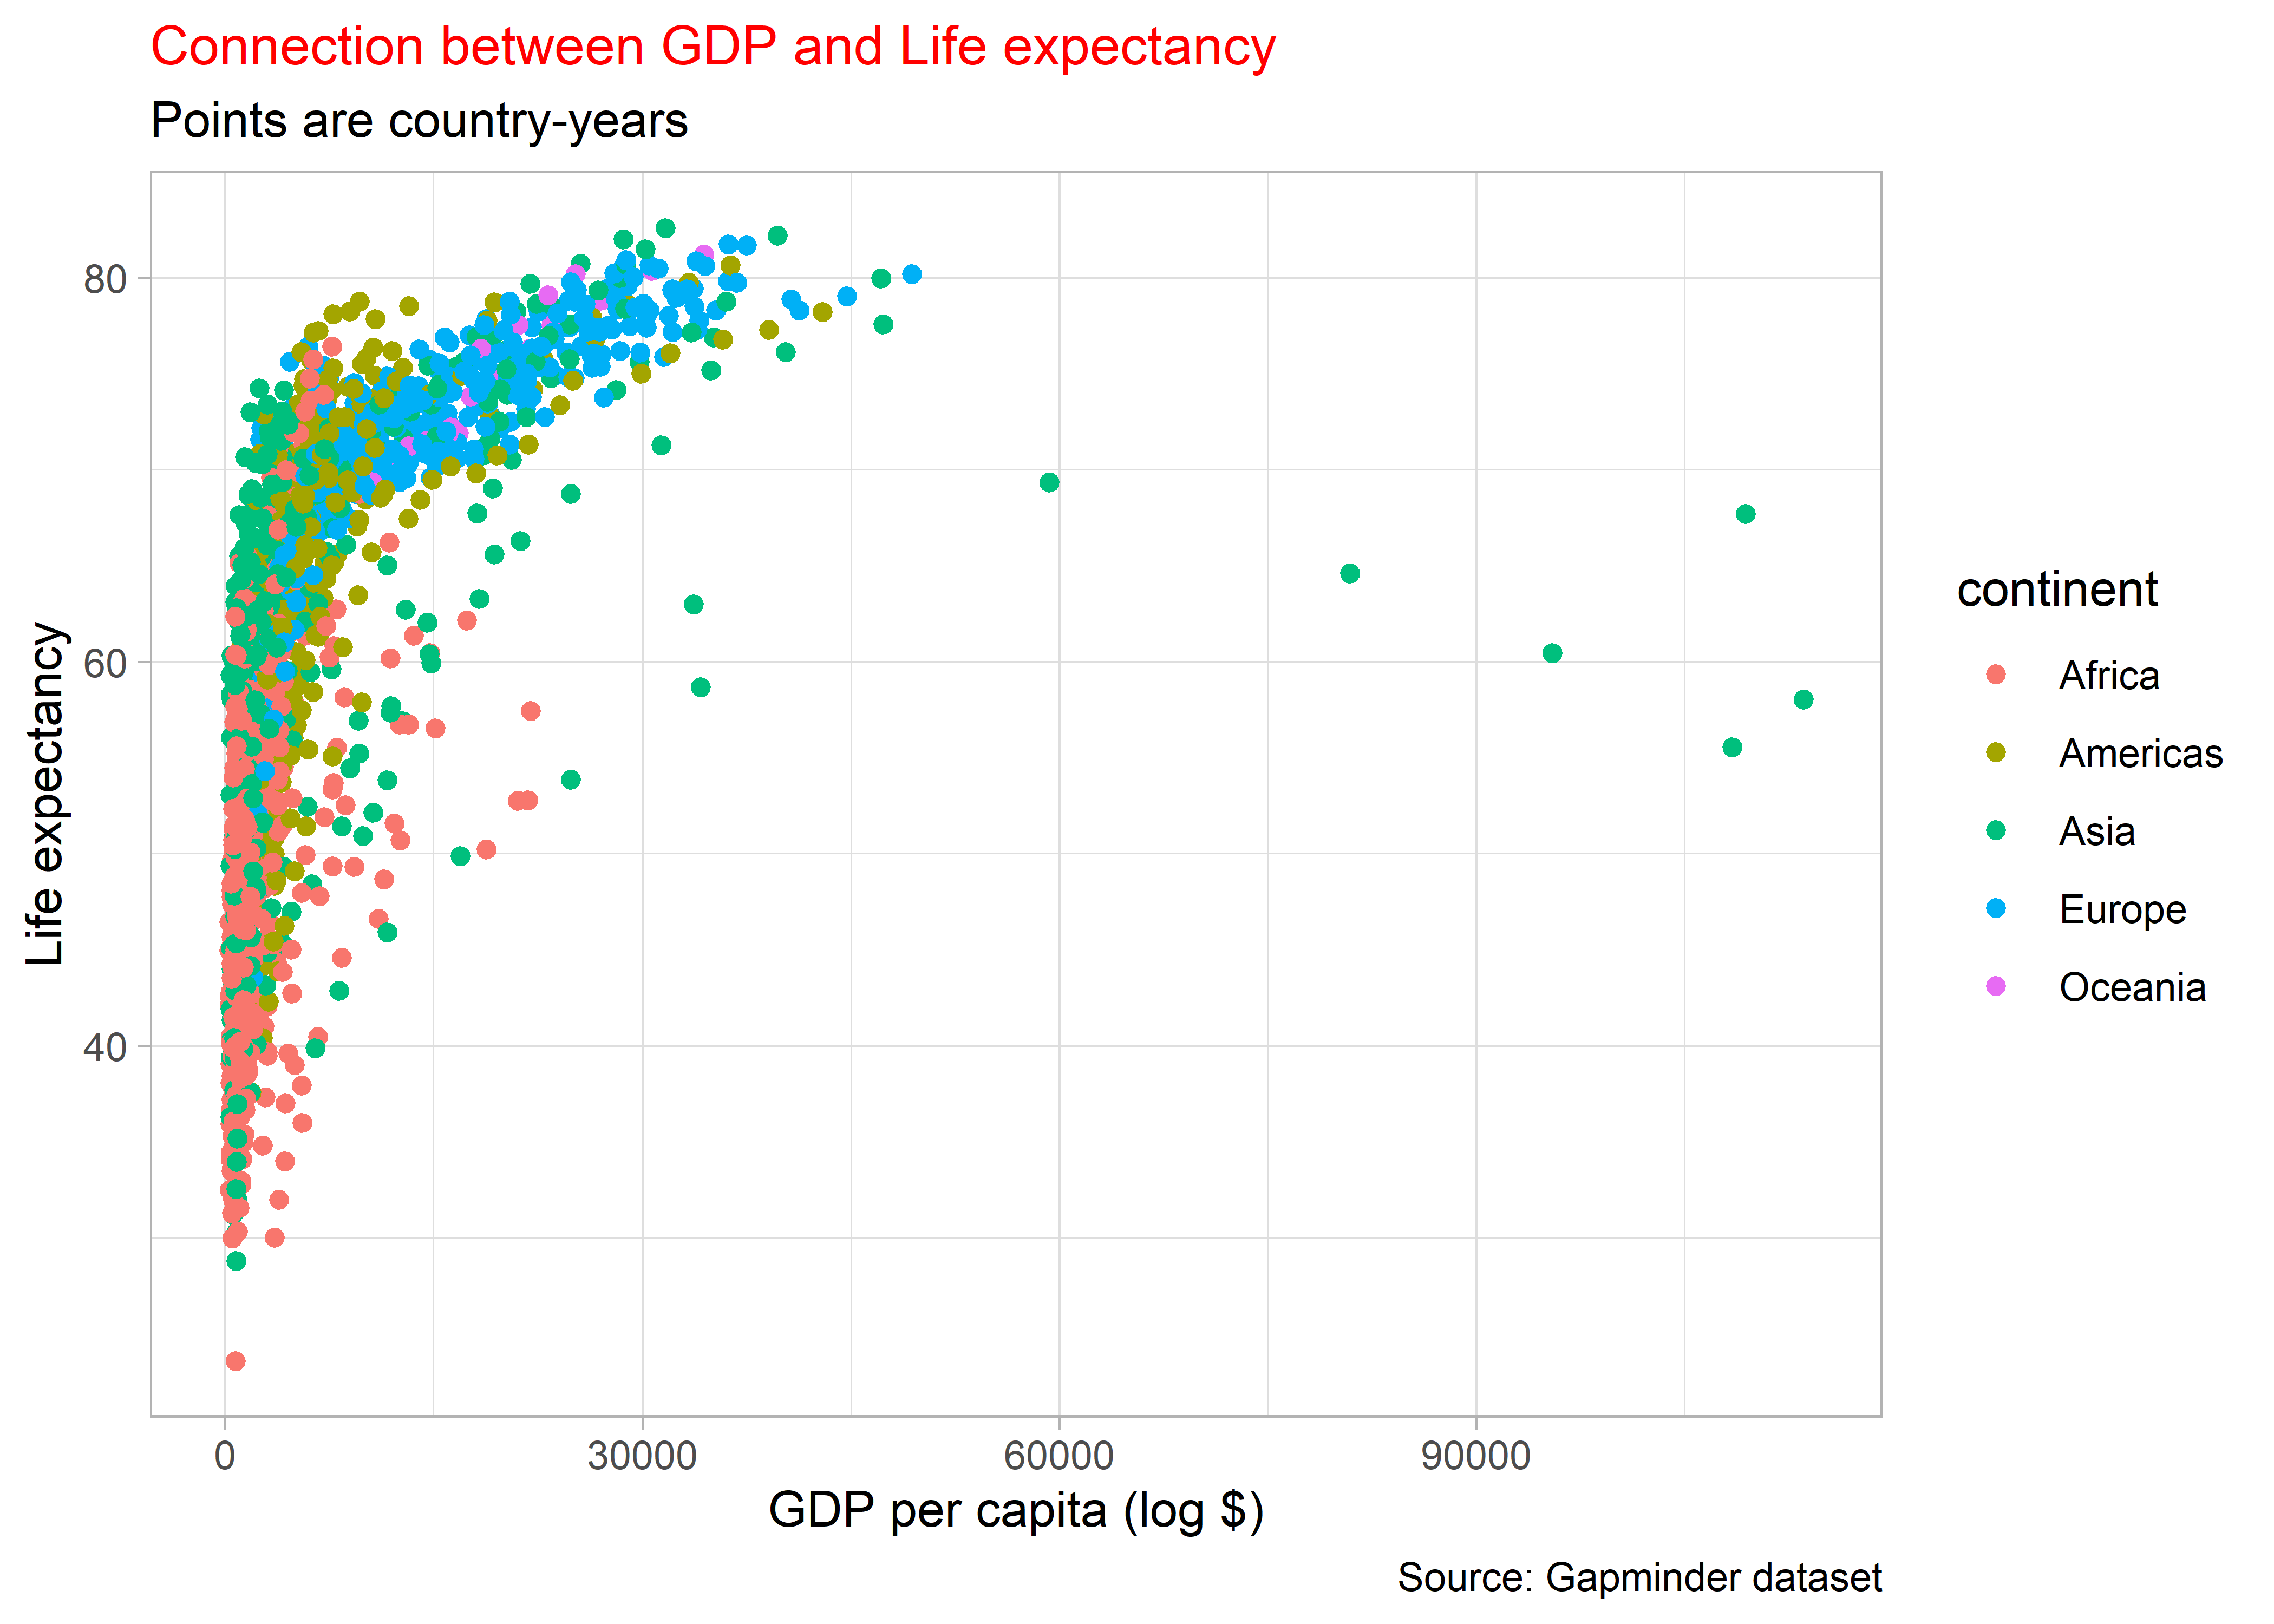 Connection between GDP and Life expectancy
Points are country-years
Life expectancy
80
60
40
0 30000 60000 90000
GDP per capita (log $)
continent
Africa
Americas
Asia
Europe
Oceania
Source: Gapminder dataset